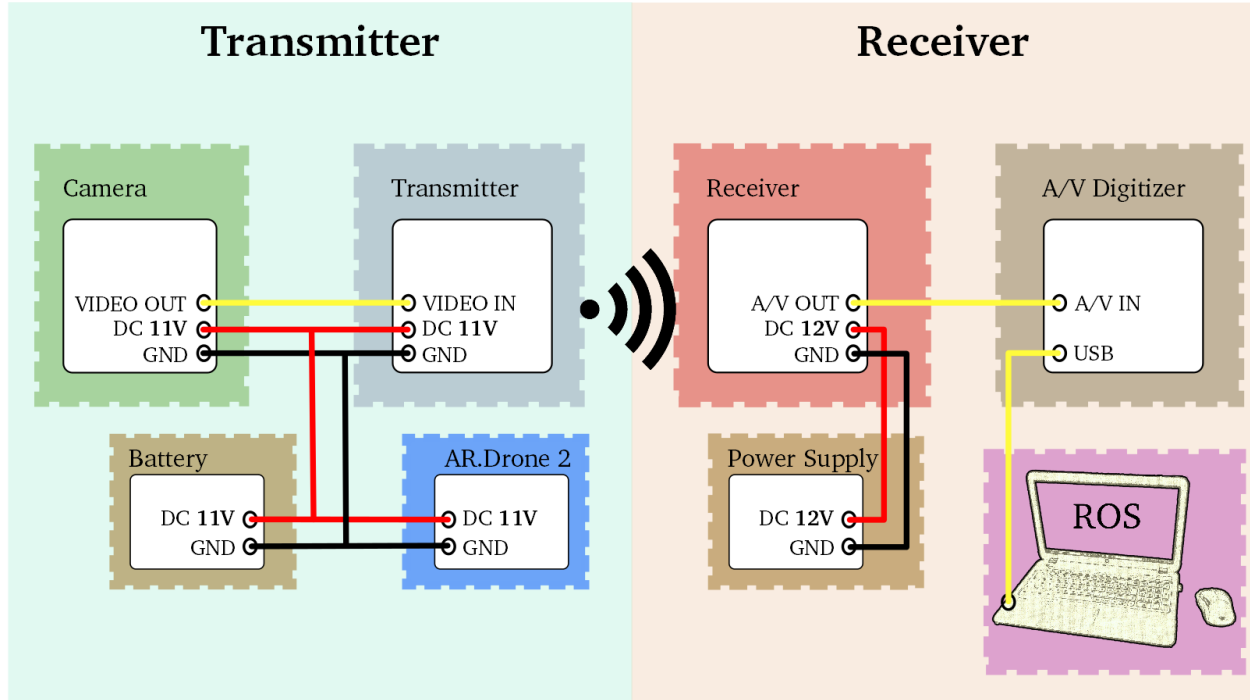 Transmitter
Receiver
Camera
VIDEO OUT
DC 11V
GND
Transmitter
VIDEO IN
DC 11V
GND
Battery
DC 11V
GND
AR.Drone 2
DC 11V
GND
Receiver
A/V OUT
DC 12V
GND
A/V Digitizer
A/V IN
USB
Power Supply
DC 12V
GND
ROS